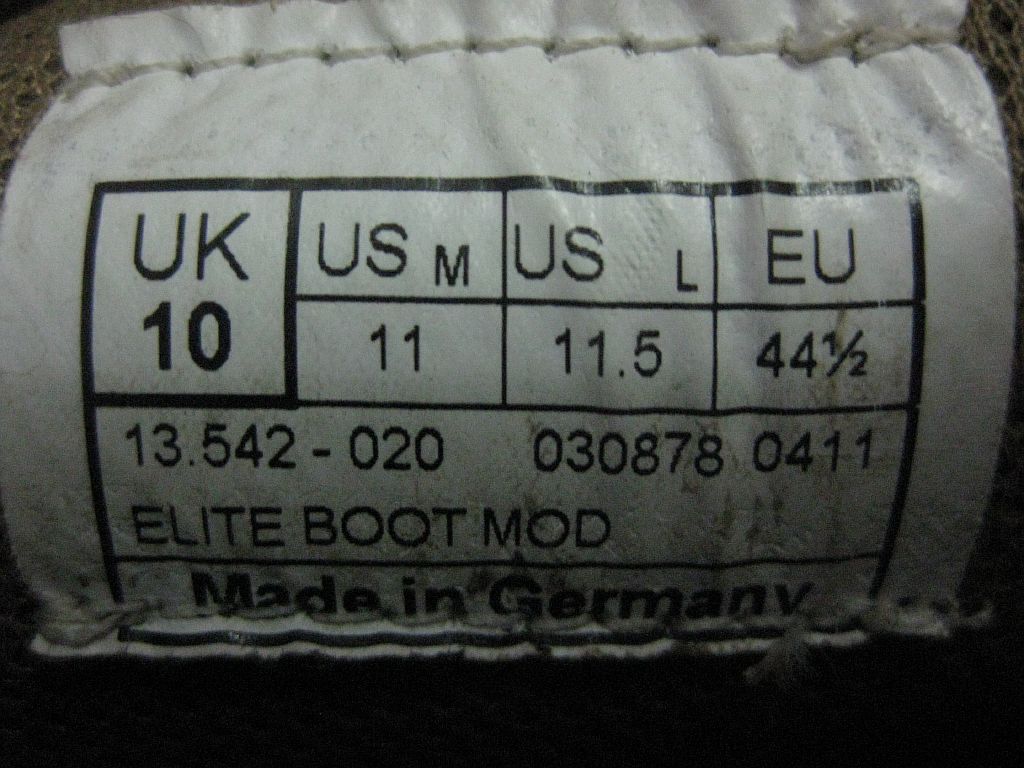 UK US M US L EU
10 11 11.5 44½
13.542 - 020 030878 0411
ELITE BOOT MOD
Made in Germany